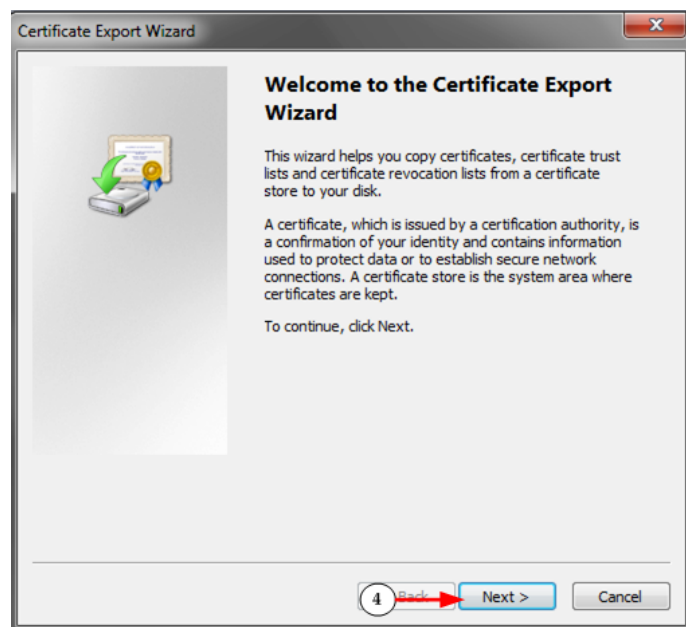 Certificate Export Wizard
Welcome to the Certificate Export
Wizard
This wizard helps you copy certificates, certificate trust
lists and certificate revocation lists from a certificate
store to your disk.
A certificate, which is issued by a certification authority, is
a confirmation of your identity and contains information
used to protect data or to establish secure network
connections. A certificate store is the system area where
certificates are kept.
To continue, click Next.
4 Back Next > Cancel